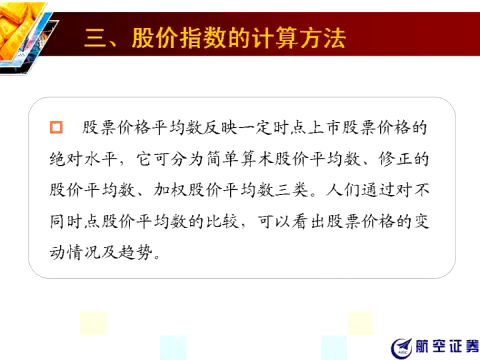 三、股价指数的计算方法
股票价格平均数反映一定时点上市股票价格的
绝对水平，它可分为简单算术股价平均数、修正的
股价平均数、加权股价平均数三类。人们通过对不
同时点股价平均数的比较，可以看出股票价格的变
动情况及趋势。
航空证券